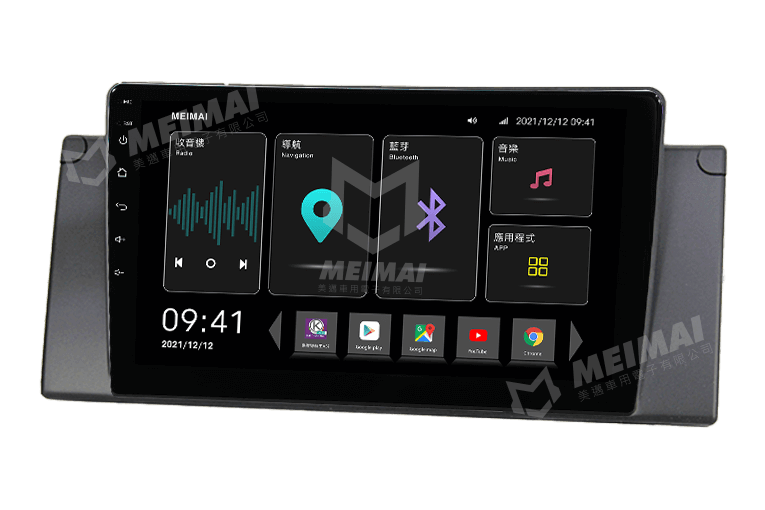 MIC
RST
MEIMAI
2021/12/12 09:41
收音機
Radio
導航
Navigation
藍芽
Bluetooth
音樂
Music
應用程式
APP
09:41
2021/12/12
Google play
Google map
YouTube
Chrome
MEIMAI
美邁車用電子有限公司
MEIMAI
美邁車用電子有限公司
MEIMAI
美邁車用電子有限公司